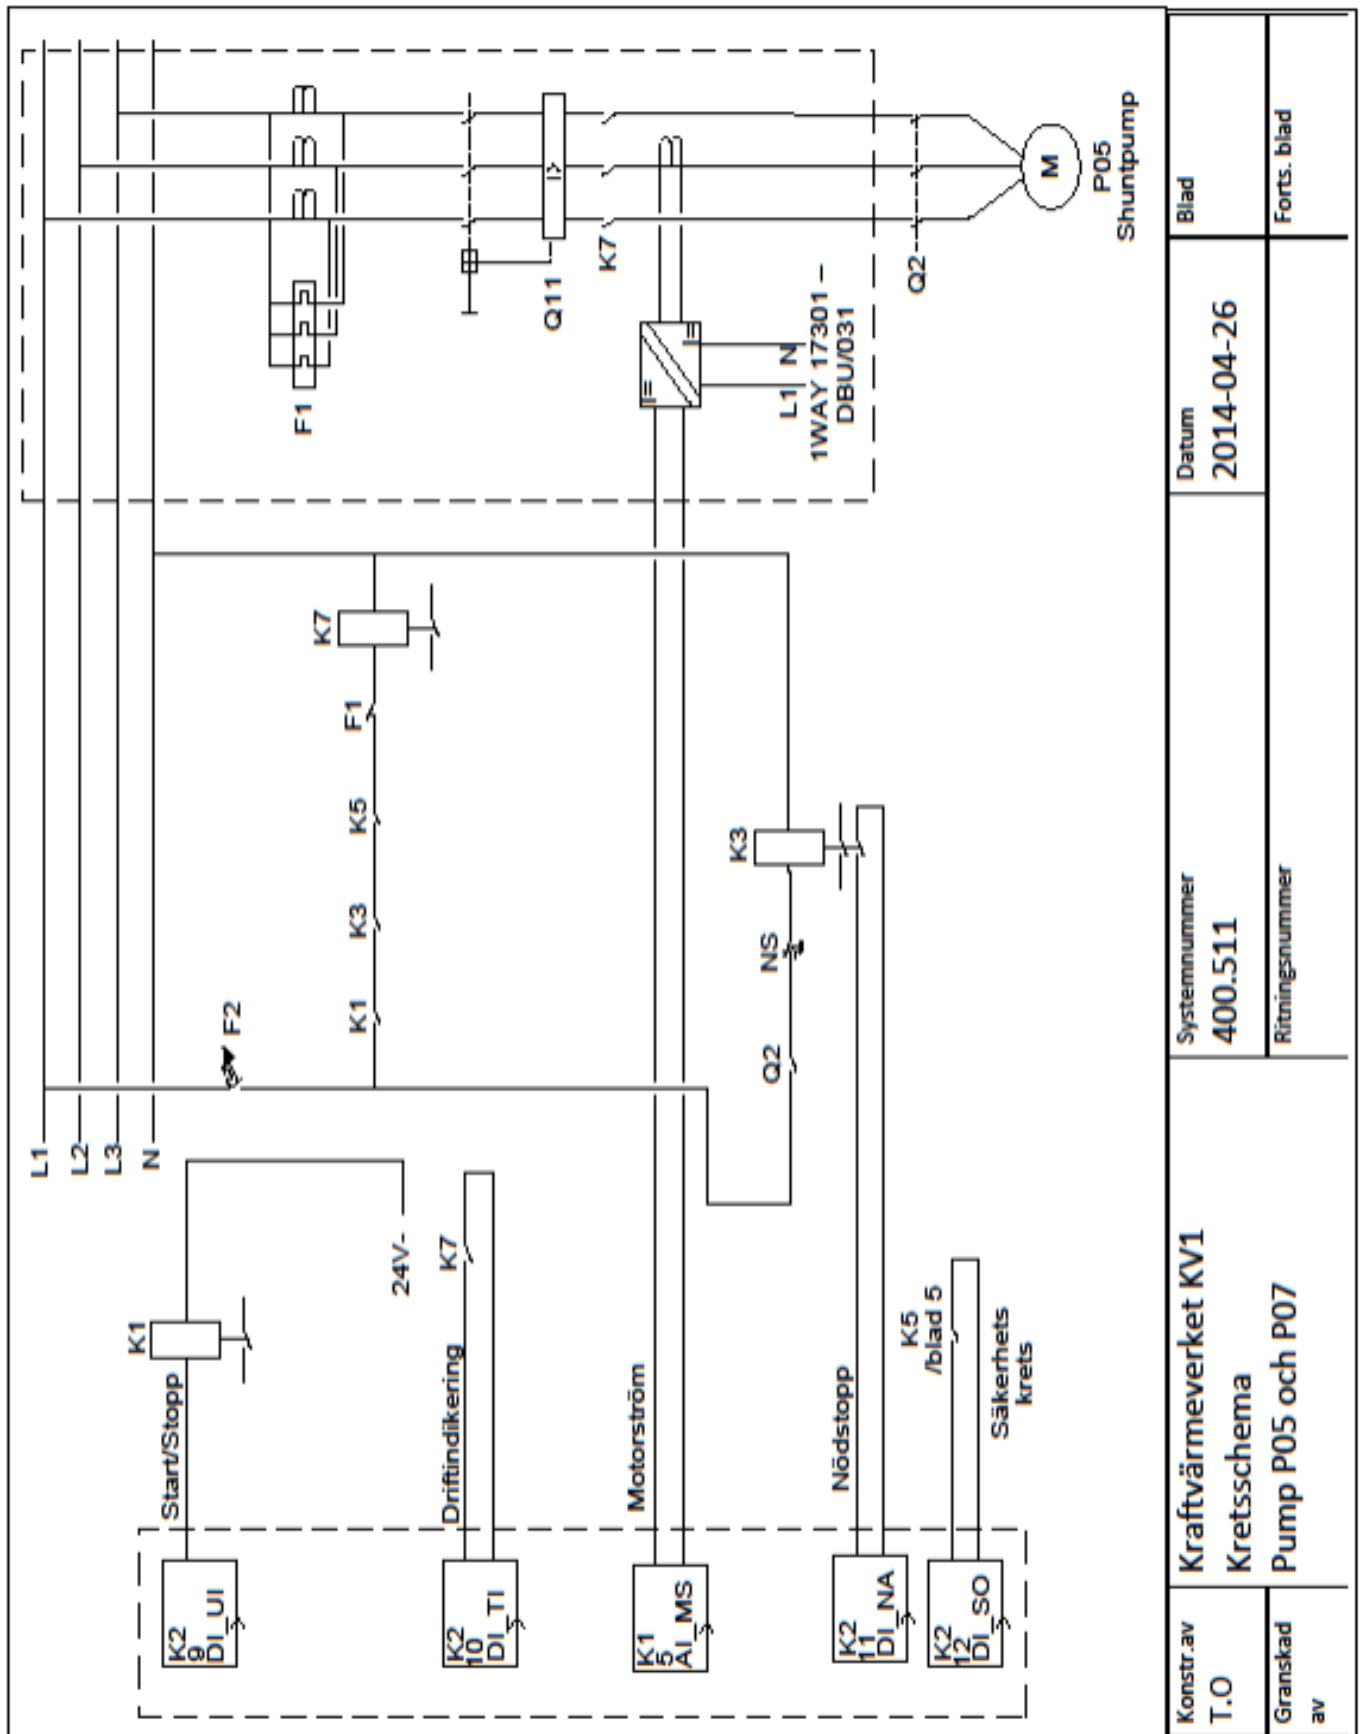 K2
9
DI_UI
Start/Stopp
K1
24V-
K2
10
DI_TI
Driftindikering
K7
K1
5
AI_MS
Motorström
K2
11
DI_NA
Nödstopp
K2
12
DI_SO
K5
/blad 5
Säkerhets
krets
L1
L2
L3
N
F2
K1
K3
K5
F1
K7
Q2
NS
K3
F1
Q11
I>
K7
I=
I=
L1 N
1WAY 17301 –
DBU/031
Q2
M
P05
Shuntpump
Konstr.av
T.O
Granskad
av
Kraftvärmeverket KV1
Kretsschema
Pump P05 och P07
Systemnummer
400.511
Ritningsnummer
Datum
2014-04-26
Blad
Forts. blad